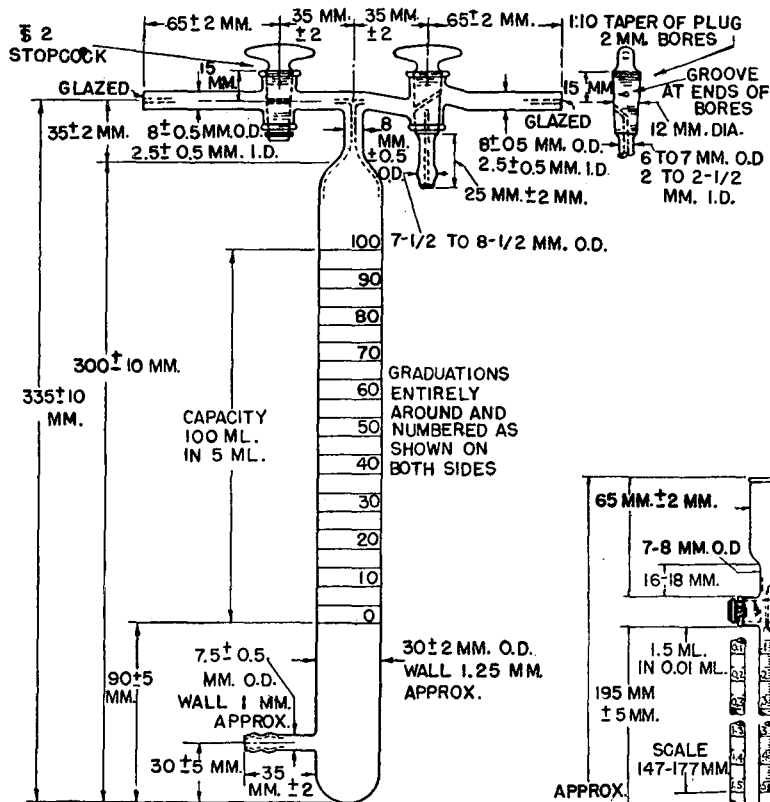 65±2 MM.
35 MM. ±2
35 MM. ±2
65±2 MM.
1:10 TAPER OF PLUG
2 MM. BORES
2
STOPCOCK
15 MM.
15 MM.
GROOVE
AT ENDS OF
BORES
GLAZED
GLAZED
12 MM. DIA.
35±2 MM.
8±0.5 MM.O.D.
2.5±0.5 MM. I.D.
8
MM.
±0.5
O.D.
8±0.5 MM. O.D.
2.5±0.5 MM. I.D.
25 MM.±2 MM.
6 TO 7 MM. O.D
2 TO 2-1/2
MM. I.D.
7-1/2 TO 8-1/2 MM. O.D.
100
90
80
70
60
50
40
30
20
10
0
300±10 MM.
335±10
MM.
CAPACITY
100 ML.
IN 5 ML.
GRADUATIONS
ENTIRELY
AROUND AND
NUMBERED AS
SHOWN ON
BOTH SIDES
65 MM.±2 MM.
7-8 MM.O.D
16-18 MM.
1.5 ML.
IN 0.01 ML.
195 MM
±5 MM.
SCALE
147-177 MM
APPROX.
90±5
MM.
7.5±0.5
MM. O.D.
WALL 1 MM.
APPROX.
30±2 MM. O.D.
WALL 1.25 MM.
APPROX.
30±5 MM.
35
MM. ±2